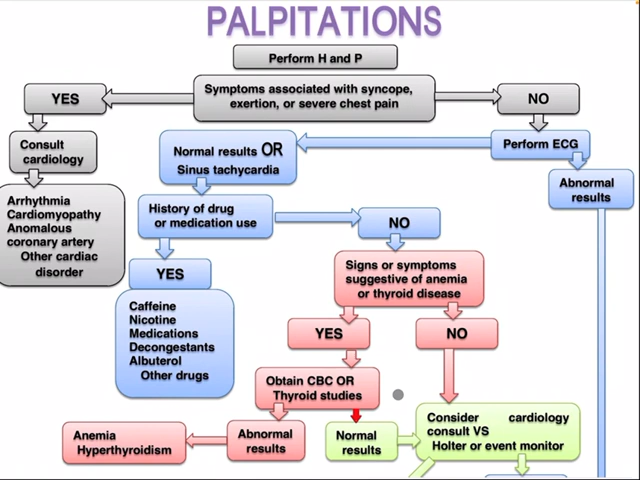 PALPITATIONS
Perform H and P
Symptoms associated with syncope,
exertion, or severe chest pain
YES
NO
Consult
cardiology
Arrhythmia
Cardiomyopathy
Anomalous
coronary artery
Other cardiac
disorder
Perform ECG
Normal results OR
Sinus tachycardia
Abnormal
results
History of drug
or medication use
NO
YES
Caffeine
Nicotine
Medications
Decongestants
Albuterol
Other drugs
Signs or symptoms
suggestive of anemia
or thyroid disease
YES
NO
Obtain CBC OR
Thyroid studies
Abnormal
results
Anemia
Hyperthyroidism
Normal
results
Consider cardiology
consult VS
Holter or event monitor